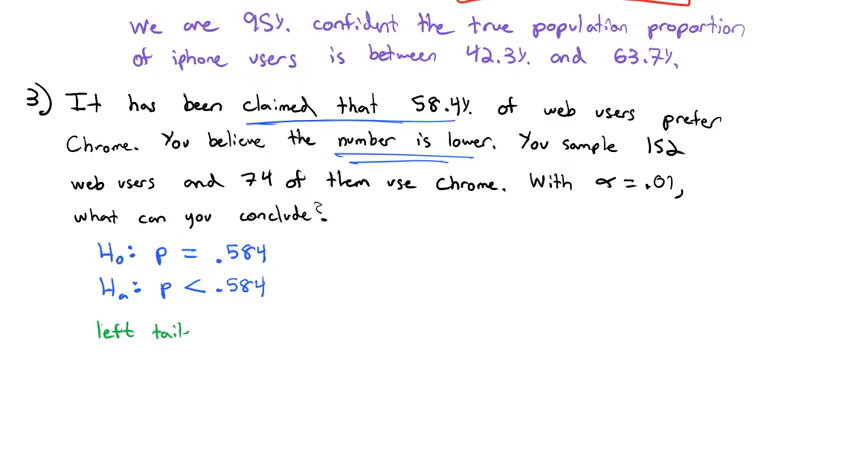 We are 95%. confident the true population proportion
of iphone users is between 42.3% and 63.7%.
3) It has been claimed that 58.4% of web users prefer
Chrome. You believe the number is lower. You sample 152
web users and 74 of them use Chrome. With α = .01,
what can you conclude?
H₀: p = .584
Hₐ: p < .584
left tail